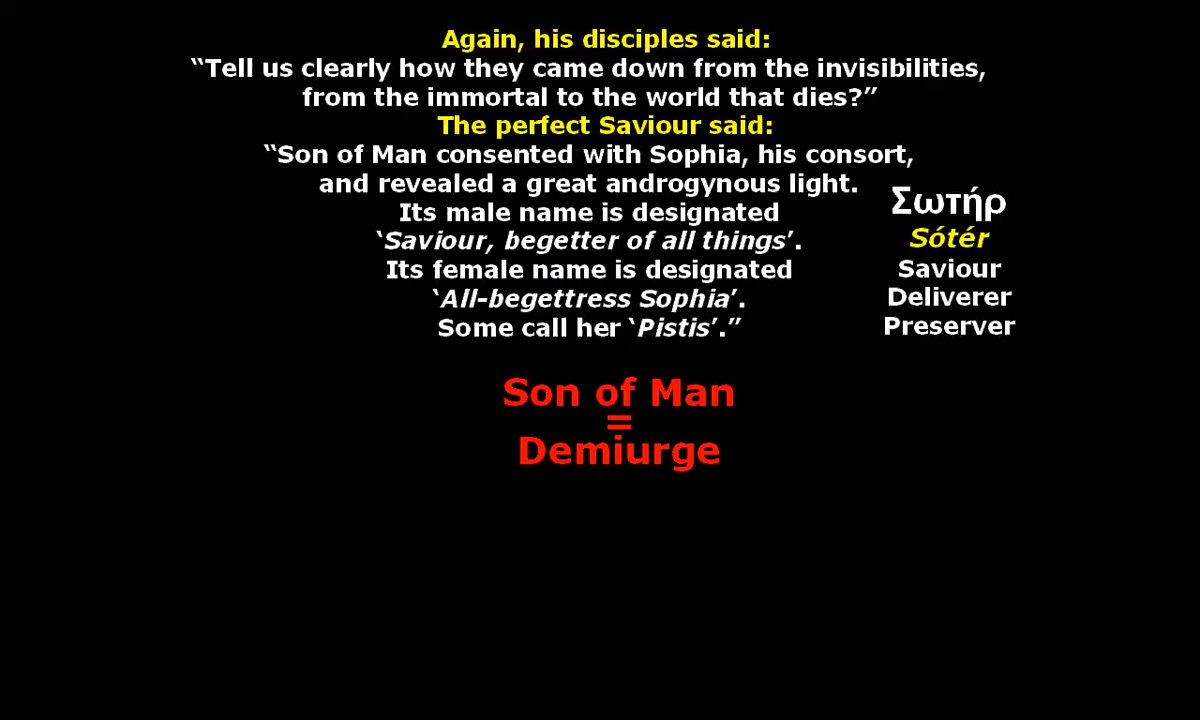 Again, his disciples said:
“Tell us clearly how they came down from the invisibilities,
from the immortal to the world that dies?”
The perfect Saviour said:
“Son of Man consented with Sophia, his consort,
and revealed a great androgynous light.
Its male name is designated
‘Saviour, begetter of all things’.
Its female name is designated
‘All-begettress Sophia’.
Some call her ‘Pistis’.”
Σωτήρ
Sótér
Saviour
Deliverer
Preserver
Son of Man
=
Demiurge